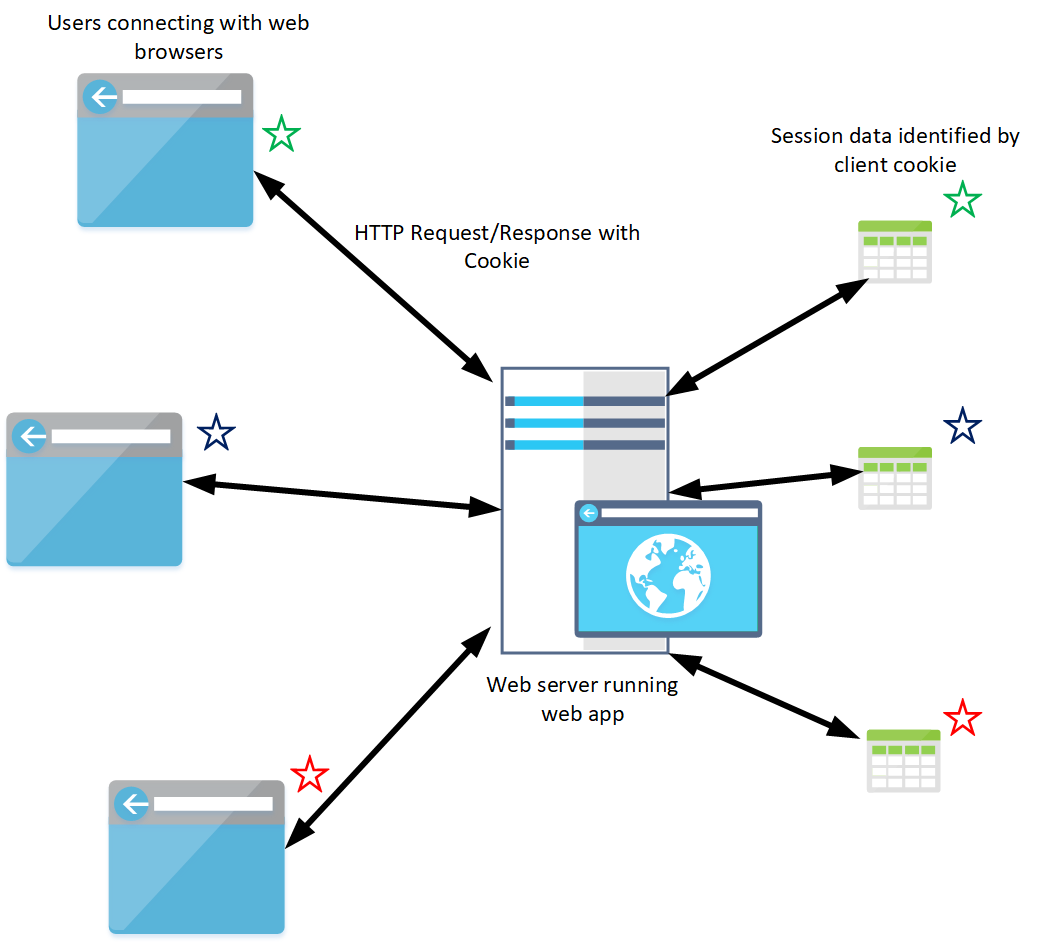 Users connecting with web
browsers
Session data identified by
client cookie
HTTP Request/Response with
Cookie
Web server running
web app